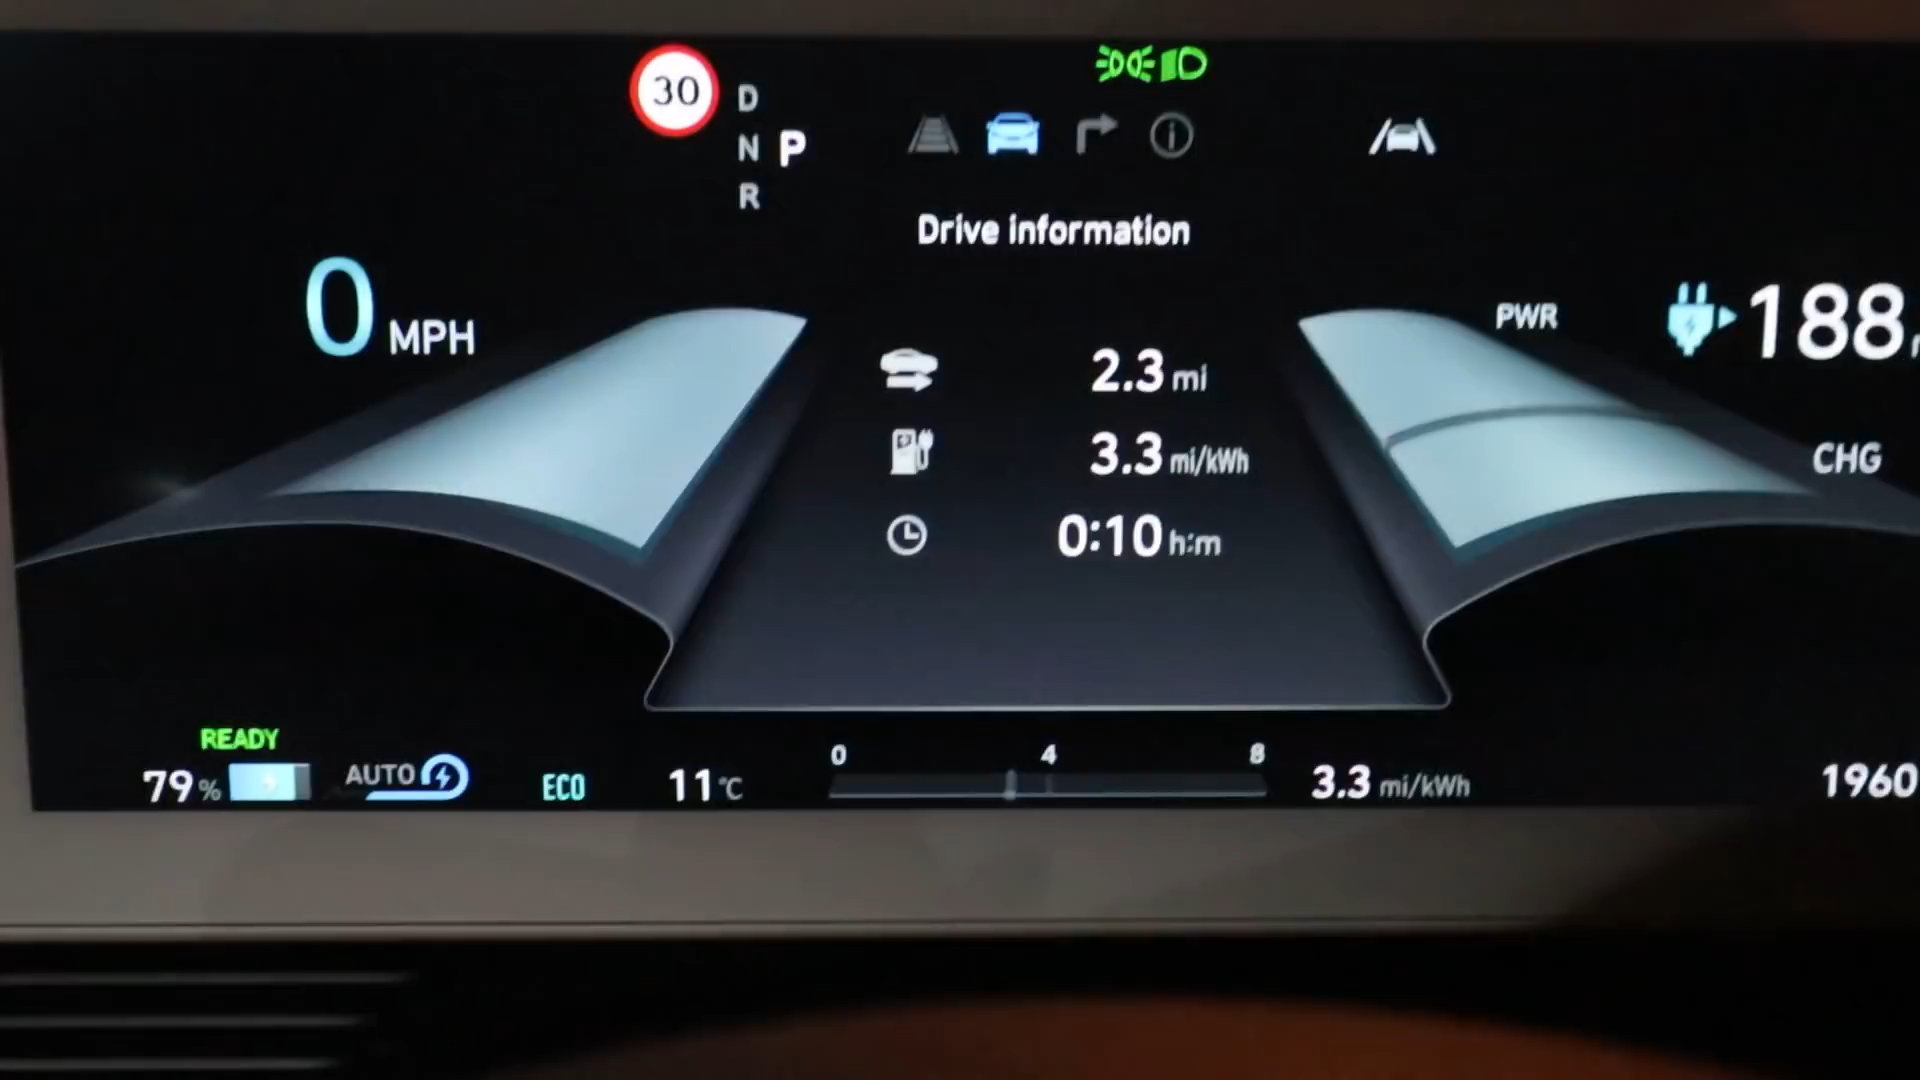 30
D
N P
R
Drive information
0 MPH
PWR
188
2.3 mi
3.3 mi/kWh
CHG
0:10 h:m
READY
79 %
AUTO
ECO
11 °C
0 4 8
3.3 mi/kWh
1960